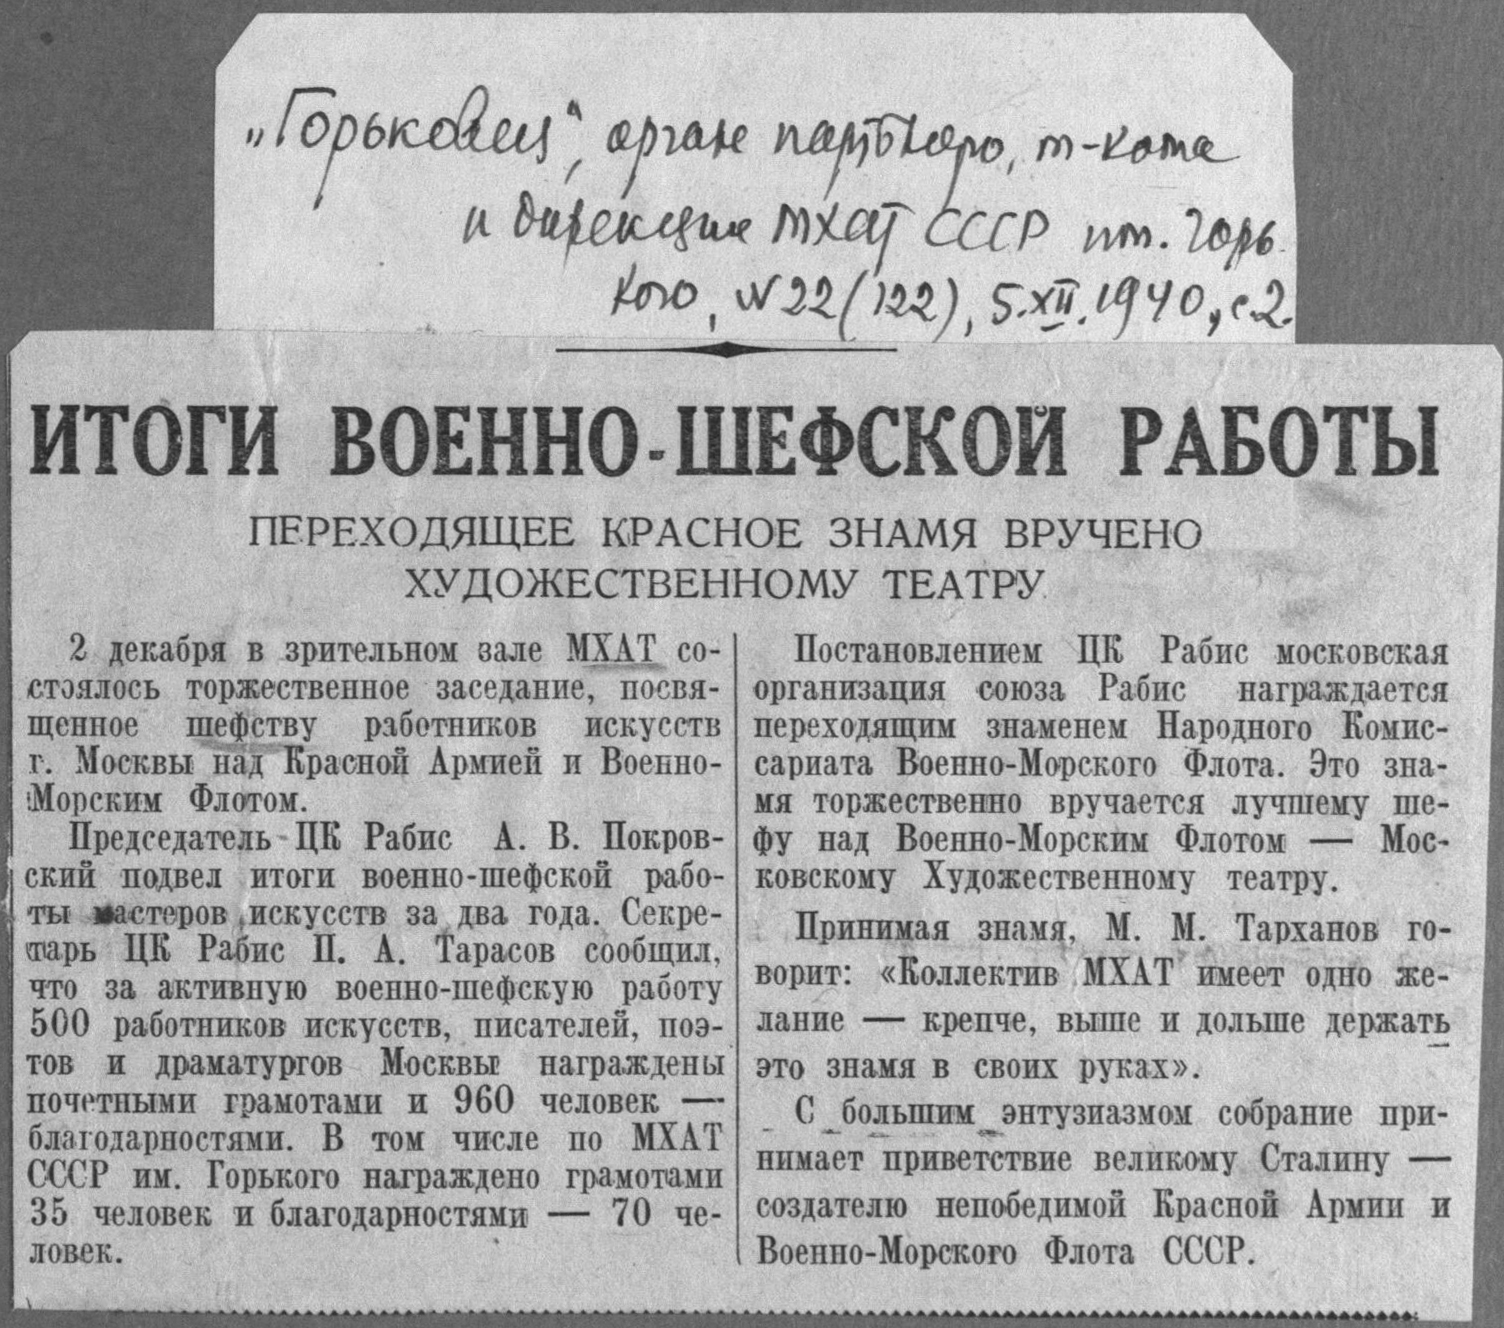 „Горьковец“, орган партбюро, м-кома
и дирекции МХАТ СССР им. Горь
кого, N 22 (122), 5.XII.1940, с.2.
ИТОГИ ВОЕННО-ШЕФСКОЙ РАБОТЫ
ПЕРЕХОДЯЩЕЕ КРАСНОЕ ЗНАМЯ ВРУЧЕНО
ХУДОЖЕСТВЕННОМУ ТЕАТРУ
2 декабря в зрительном зале МХАТ со-
стоялось торжественное заседание, посвя-
щенное шефству работников искусств
г. Москвы над Красной Армией и Военно-
Морским Флотом.
Председатель ЦК Рабис А. В. Покров-
ский подвел итоги военно-шефской рабо-
ты мастеров искусств за два года. Секре-
тарь ЦК Рабис П. А. Тарасов сообщил,
что за активную военно-шефскую работу
500 работников искусств, писателей, поэ-
тов и драматургов Москвы награждены
почетными грамотами и 960 человек —
благодарностями. В том числе по МХАТ
СССР им. Горького награждено грамотами
35 человек и благодарностями — 70 че-
ловек.
Постановлением ЦК Рабис московская
организация союза Рабис награждается
переходящим знаменем Народного Комис-
сариата Военно-Морского Флота. Это зна-
мя торжественно вручается лучшему ше-
фу над Военно-Морским Флотом — Мос-
ковскому Художественному театру.
Принимая знамя, М. М. Тарханов го-
ворит: «Коллектив МХАТ имеет одно же-
лание — крепче, выше и дольше держать
это знамя в своих руках».
С большим энтузиазмом собрание при-
нимает приветствие великому Сталину —
создателю непобедимой Красной Армии и
Военно-Морского Флота СССР.